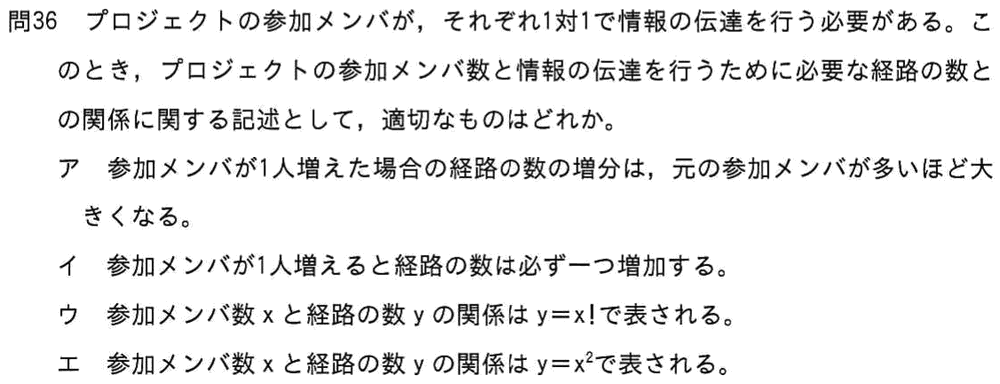 問36 プロジェクトの参加メンバが，それぞれ1対1で情報の伝達を行う必要がある。こ
のとき，プロジェクトの参加メンバ数と情報の伝達を行うために必要な経路の数と
の関係に関する記述として，適切なものはどれか。
ア 参加メンバが1人増えた場合の経路の数の増分は，元の参加メンバが多いほど大
きくなる。
イ 参加メンバが1人増えると経路の数は必ず一つ増加する。
ウ 参加メンバ数 x と経路の数 y の関係は y＝x！で表される。
エ 参加メンバ数 x と経路の数 y の関係は y＝x²で表される。